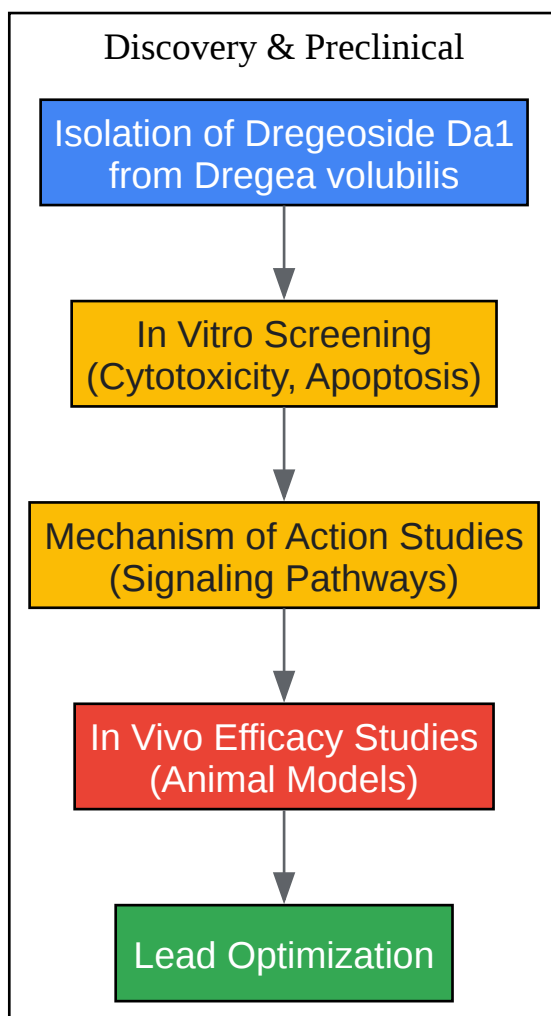 Discovery & Preclinical
Isolation of Dregeoside Da1
from Dregea volubilis
In Vitro Screening
(Cytotoxicity, Apoptosis)
Mechanism of Action Studies
(Signaling Pathways)
In Vivo Efficacy Studies
(Animal Models)
Lead Optimization